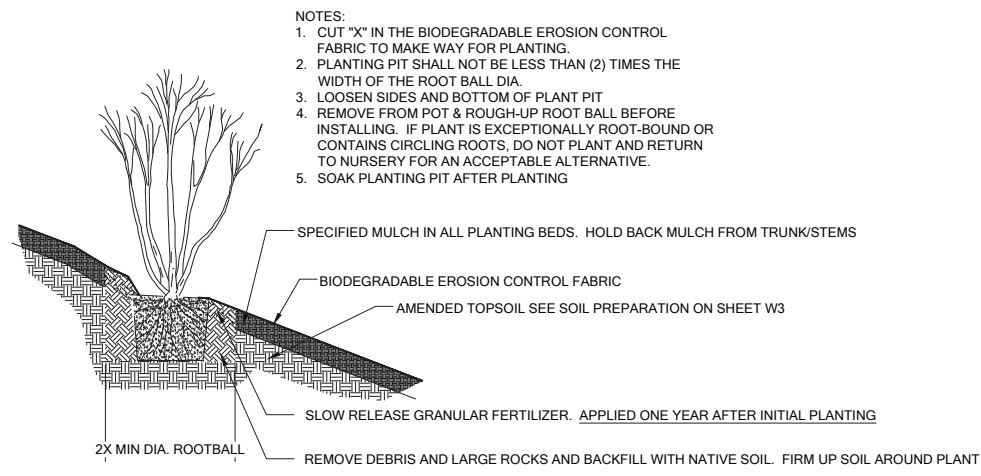 NOTES:
1. CUT "X" IN THE BIODEGRADABLE EROSION CONTROL
FABRIC TO MAKE WAY FOR PLANTING.
2. PLANTING PIT SHALL NOT BE LESS THAN (2) TIMES THE
WIDTH OF THE ROOT BALL DIA.
3. LOOSEN SIDES AND BOTTOM OF PLANT PIT
4. REMOVE FROM POT & ROUGH-UP ROOT BALL BEFORE
INSTALLING. IF PLANT IS EXCEPTIONALLY ROOT-BOUND OR
CONTAINS CIRCLING ROOTS, DO NOT PLANT AND RETURN
TO NURSERY FOR AN ACCEPTABLE ALTERNATIVE.
5. SOAK PLANTING PIT AFTER PLANTING
SPECIFIED MULCH IN ALL PLANTING BEDS. HOLD BACK MULCH FROM TRUNK/STEMS
BIODEGRADABLE EROSION CONTROL FABRIC
AMENDED TOPSOIL SEE SOIL PREPARATION ON SHEET W3
SLOW RELEASE GRANULAR FERTILIZER. APPLIED ONE YEAR AFTER INITIAL PLANTING
2X MIN DIA. ROOTBALL
REMOVE DEBRIS AND LARGE ROCKS AND BACKFILL WITH NATIVE SOIL. FIRM UP SOIL AROUND PLANT